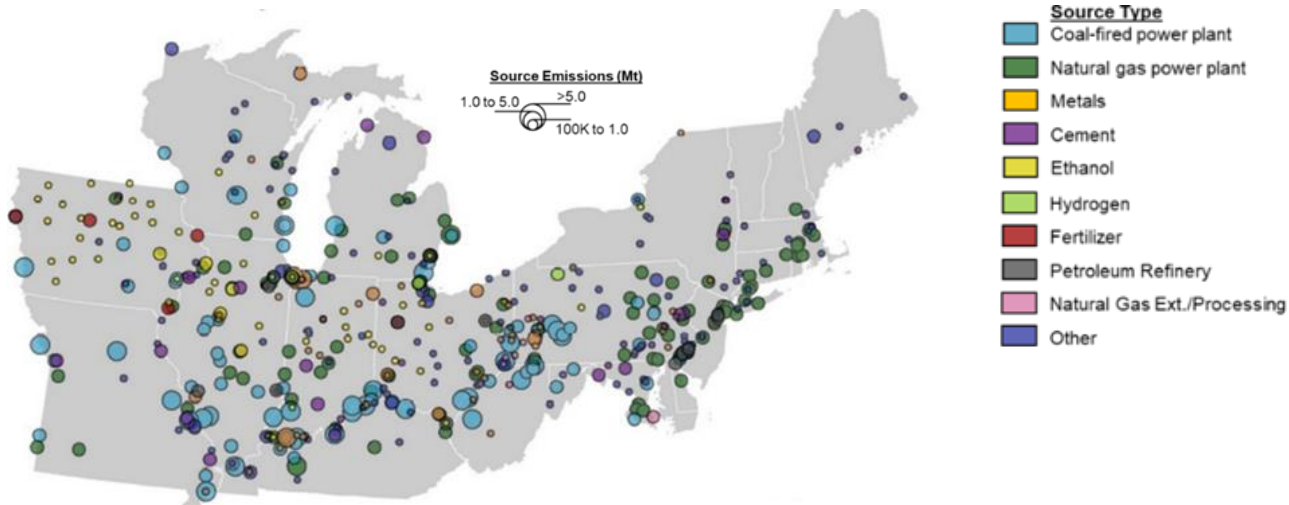 Source Emissions (Mt)
1.0 to 5.0
>5.0
100K to 1.0
Source Type
Coal-fired power plant
Natural gas power plant
Metals
Cement
Ethanol
Hydrogen
Fertilizer
Petroleum Refinery
Natural Gas Ext./Processing
Other